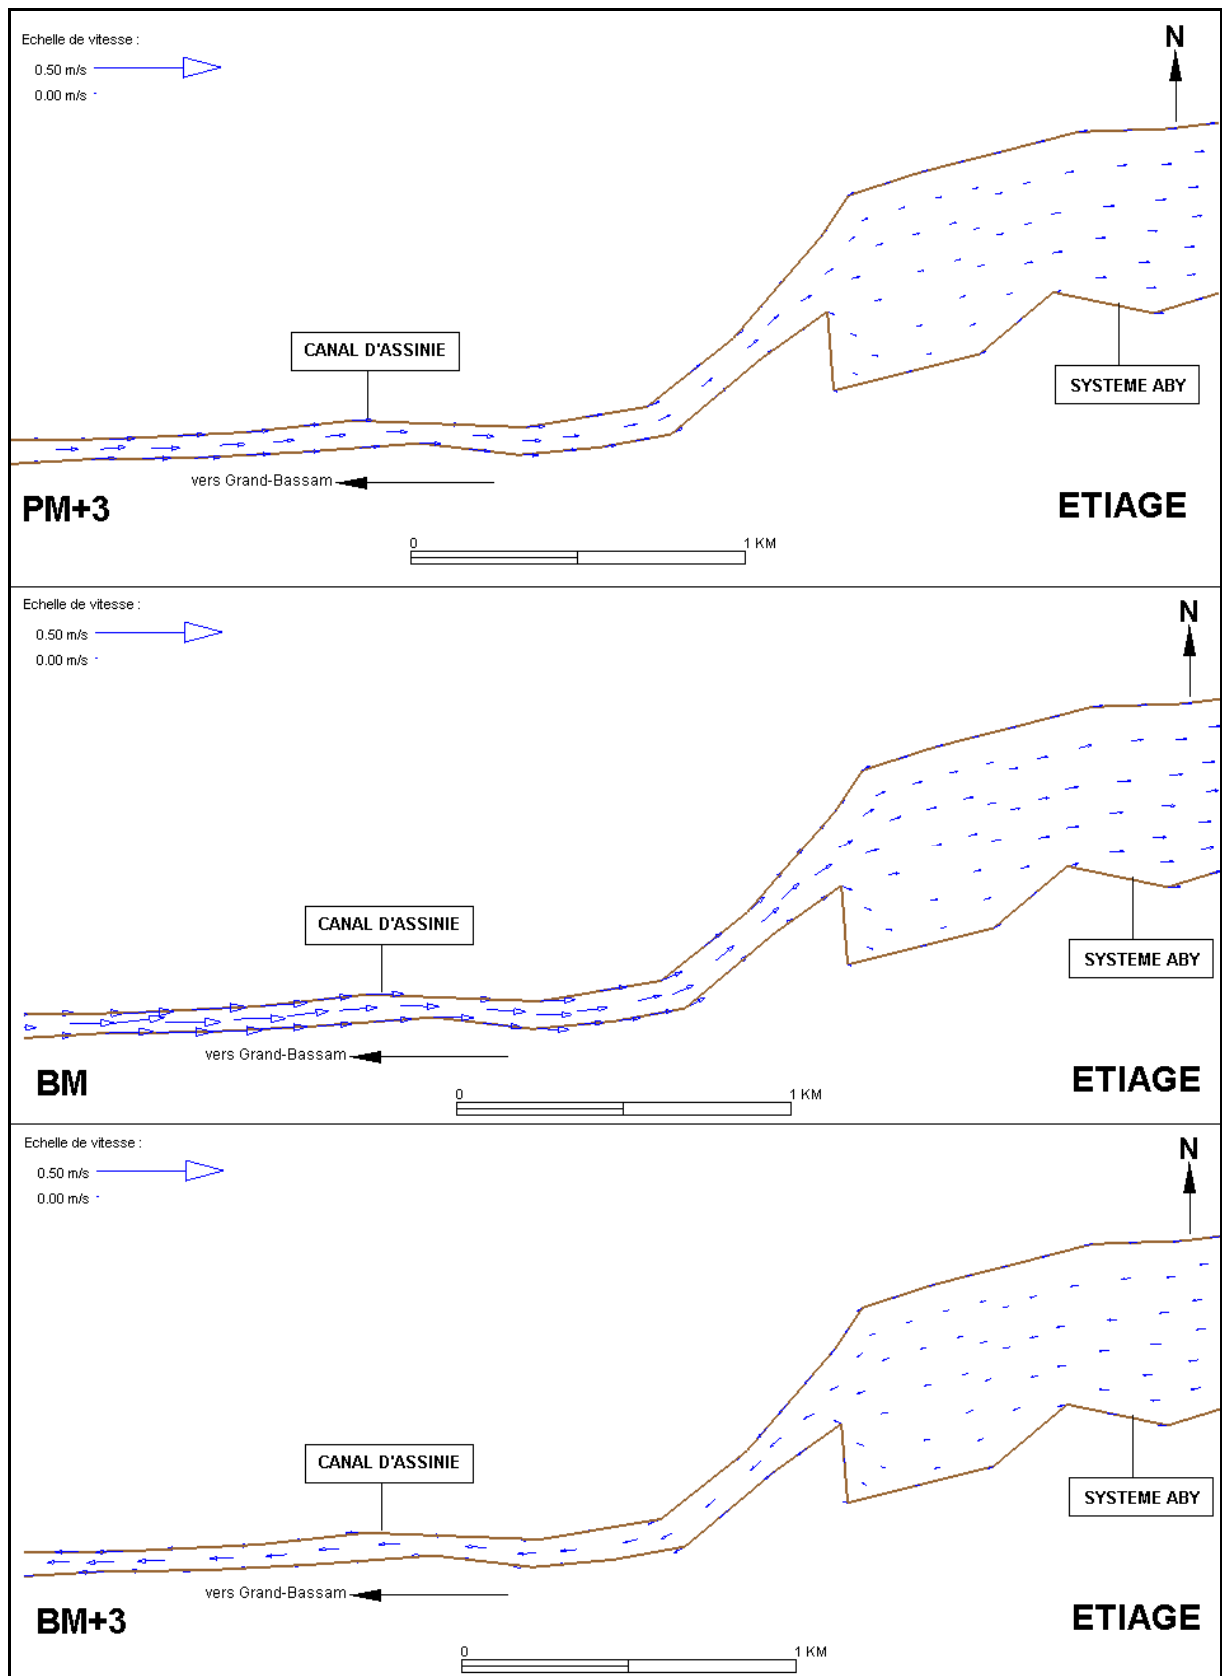 Echelle de vitesse :
0.50 m/s
0.00 m/s
N
CANAL D'ASSINIE
SYSTEME ABY
vers Grand-Bassam
PM+3
ETIAGE
0 1 KM
Echelle de vitesse :
0.50 m/s
0.00 m/s
N
CANAL D'ASSINIE
SYSTEME ABY
vers Grand-Bassam
BM
ETIAGE
0 1 KM
Echelle de vitesse :
0.50 m/s
0.00 m/s
N
CANAL D'ASSINIE
SYSTEME ABY
vers Grand-Bassam
BM+3
ETIAGE
0 1 KM